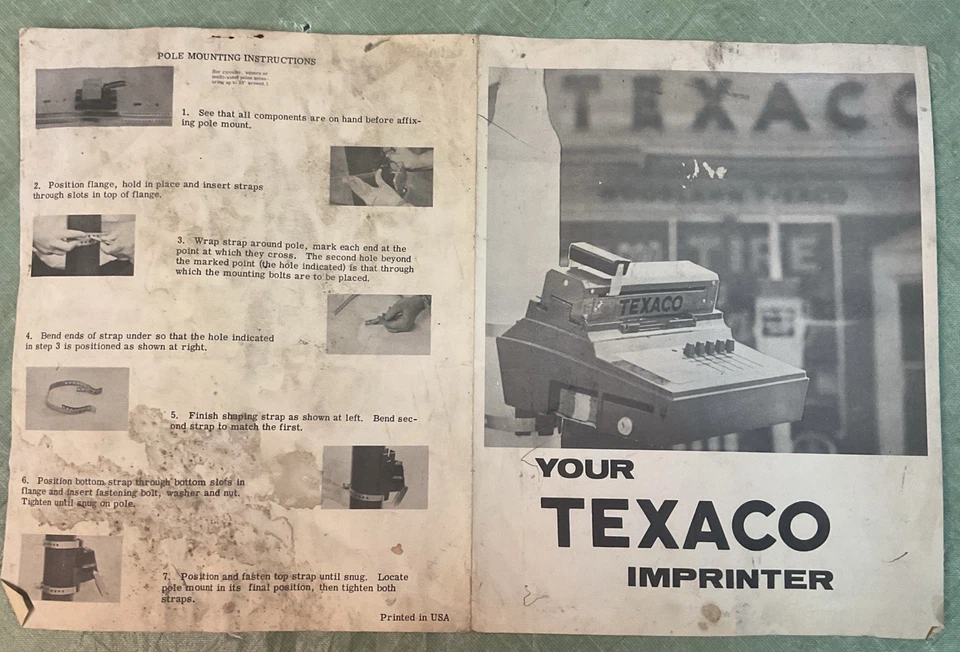 POLE MOUNTING INSTRUCTIONS
1. See that all components are on hand before affix-
ing pole mount.
2. Position flange, hold in place and insert straps
through slots in top of flange.
3. Wrap strap around pole, mark each end at the
point at which they cross. The second hole beyond
the marked point (the hole indicated) is that through
which the mounting bolts are to be placed.
4. Bend ends of strap under so that the hole indicated
in step 3 is positioned as shown at right.
5. Finish shaping strap as shown at left. Bend sec-
ond strap to match the first.
6. Position bottom strap through bottom slots in
flange and insert fastening bolt, washer and nut.
Tighten until snug on pole.
7. Position and fasten top strap until snug. Locate
pole mount in its final position, then tighten both
straps.
Printed in USA
TEXACO
TEXACO
YOUR
TEXACO
IMPRINTER